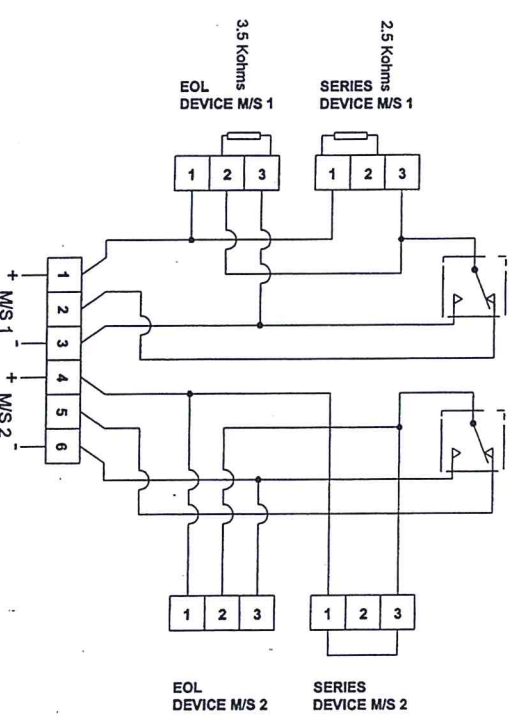 3.5 Kohms
2.5 Kohms
EOL
DEVICE M/S 1
SERIES
DEVICE M/S 1
1 2 3
1 2 3
1
2
3
4
5
6
+ M/S 1 -
+ M/S 2 -
1 2 3
1 2 3
EOL
DEVICE M/S 2
SERIES
DEVICE M/S 2